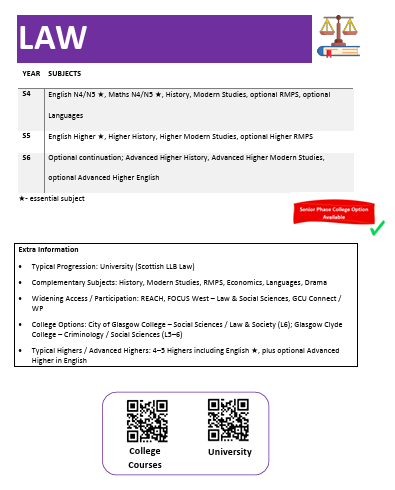 LAW
YEAR SUBJECTS
S4 English N4/N5 ★, Maths N4/N5 ★, History, Modern Studies, optional RMPS, optional
Languages
S5 English Higher ★, Higher History, Higher Modern Studies, optional Higher RMPS
S6 Optional continuation; Advanced Higher History, Advanced Higher Modern Studies,
optional Advanced Higher English
★- essential subject
Senior Phase College Option
Available
Extra Information
• Typical Progression: University (Scottish LLB Law)
• Complementary Subjects: History, Modern Studies, RMPS, Economics, Languages, Drama
• Widening Access / Participation: REACH, FOCUS West – Law & Social Sciences, GCU Connect /
WP
• College Options: City of Glasgow College – Social Sciences / Law & Society (L6); Glasgow Clyde
College – Criminology / Social Sciences (L5–6)
• Typical Highers / Advanced Highers: 4–5 Highers including English ★, plus optional Advanced
Higher in English
College
Courses
University